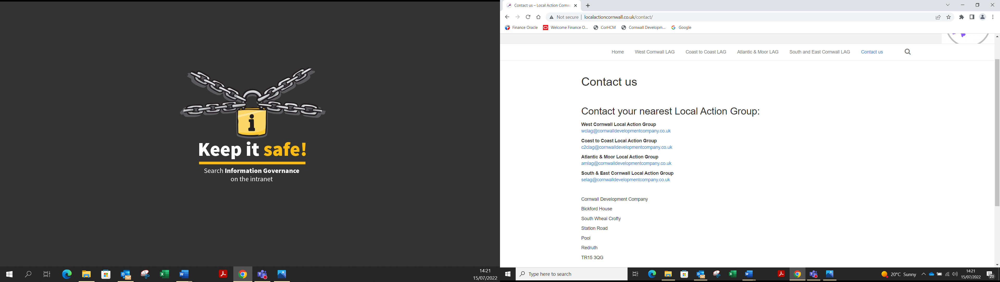 Keep it safe!
Search Information Governance
on the intranet
14:21
15/07/2022
Contact us – Local Action Cornw
Not secure | localactioncornwall.co.uk/contact/
Finance Oracle Welcome Finance O... CorHCM Cornwall Developm... Google
Home West Cornwall LAG Coast to Coast LAG Atlantic & Moor LAG South and East Cornwall LAG Contact us
Contact us
Contact your nearest Local Action Group:
West Cornwall Local Action Group
wclag@cornwalldevelopmentcompany.co.uk
Coast to Coast Local Action Group
c2clag@cornwalldevelopmentcompany.co.uk
Atlantic & Moor Local Action Group
amlag@cornwalldevelopmentcompany.co.uk
South & East Cornwall Local Action Group
selag@cornwalldevelopmentcompany.co.uk
Cornwall Development Company
Bickford House
South Wheal Crofty
Station Road
Pool
Redruth
TR15 3QG
Type here to search
20°C Sunny
14:21
15/07/2022
20